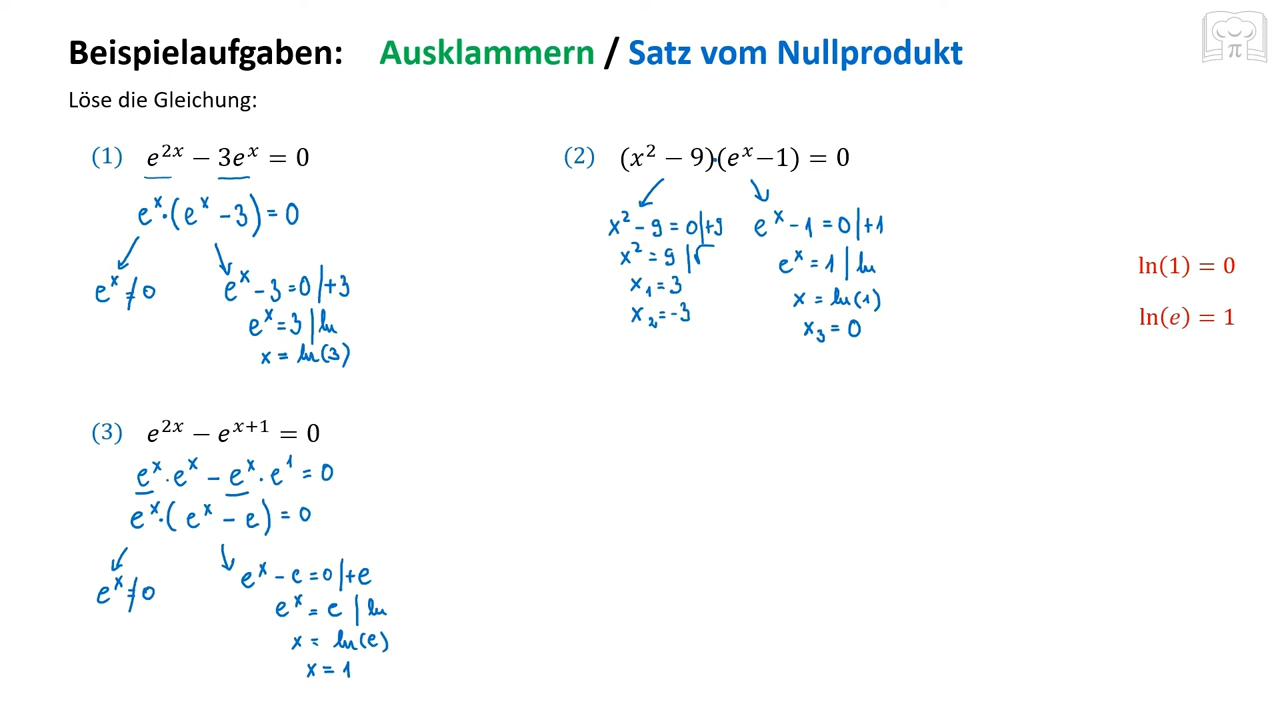 Beispielaufgaben: Ausklammern / Satz vom Nullprodukt
Löse die Gleichung:
(1) e^{2x} − 3e^x = 0
e^x · (e^x − 3) = 0
e^x ≠ 0
e^x − 3 = 0 | +3
e^x = 3 | ln
x = ln(3)
(2) (x² − 9)·(e^x − 1) = 0
x² − 9 = 0 | +9
x² = 9 | √
x₁ = 3
x₂ = −3
e^x − 1 = 0 | +1
e^x = 1 | ln
x = ln(1)
x₃ = 0
ln(1) = 0
ln(e) = 1
(3) e^{2x} − e^{x+1} = 0
e^x · e^x − e^x · e^1 = 0
e^x · (e^x − e) = 0
e^x ≠ 0
e^x − e = 0 | +e
e^x = e | ln
x = ln(e)
x = 1
π